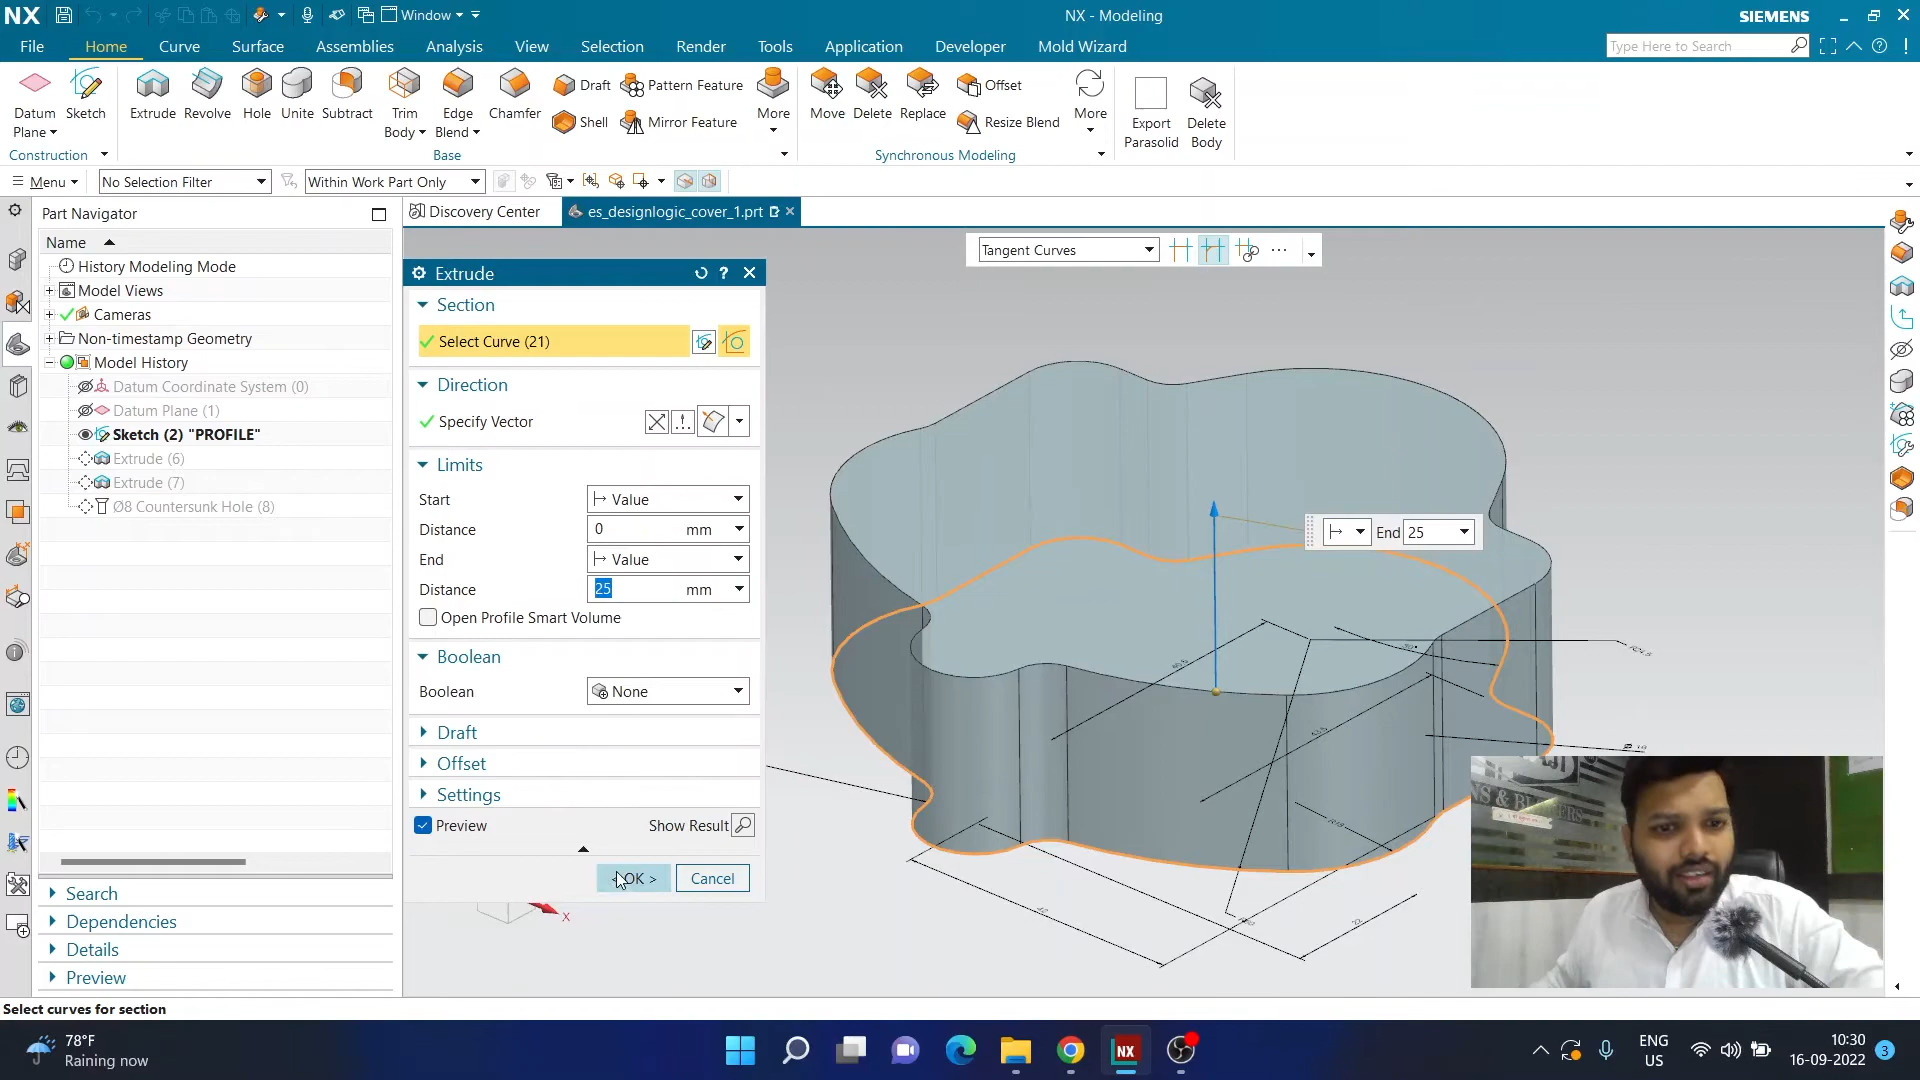 NX
Window
NX - Modeling
SIEMENS
File
Home
Curve
Surface
Assemblies
Analysis
View
Selection
Render
Tools
Application
Developer
Mold Wizard
Type Here to Search
Datum
Plane
Sketch
Extrude
Revolve
Hole
Unite
Subtract
Trim
Body
Edge
Blend
Chamfer
Draft
Shell
Pattern Feature
Mirror Feature
More
Move
Delete
Replace
Offset
Resize Blend
More
Export
Parasolid
Delete
Body
Construction
Base
Synchronous Modeling
Menu
No Selection Filter
Within Work Part Only
Part Navigator
Discovery Center
es_designlogic_cover_1.prt
Name
Tangent Curves
History Modeling Mode
Model Views
Cameras
Non-timestamp Geometry
Model History
Datum Coordinate System (0)
Datum Plane (1)
Sketch (2) "PROFILE"
Extrude (6)
Extrude (7)
Ø8 Countersunk Hole (8)
Extrude
Section
Select Curve (21)
Direction
Specify Vector
Limits
Start
Value
Distance
0
mm
End
Value
Distance
25
mm
Open Profile Smart Volume
Boolean
Boolean
None
Draft
Offset
Settings
Preview
Show Result
< OK >
Cancel
End 25
X
NS & B
Search
Dependencies
Details
Preview
Select curves for section
78°F
Raining now
NX
ENG
US
10:30
16-09-2022
3